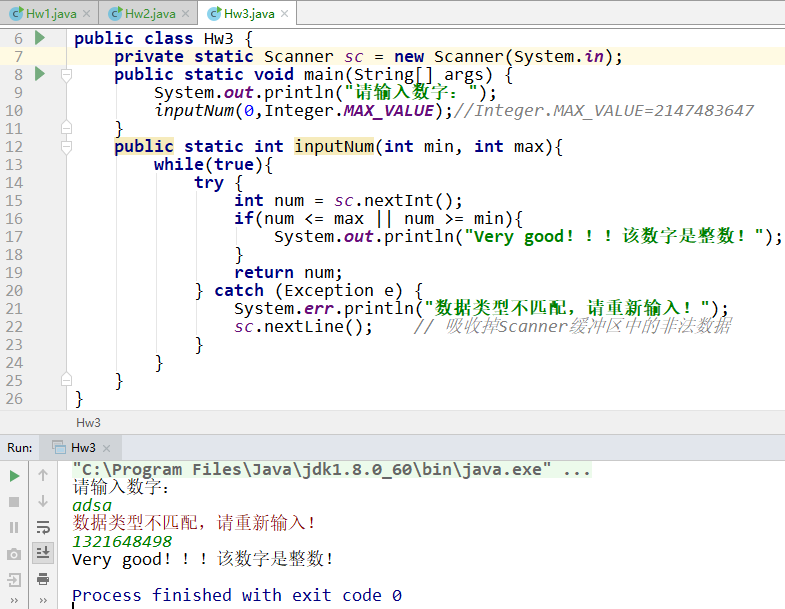 Hw1.java × Hw2.java × Hw3.java ×
6 public class Hw3 {
7 private static Scanner sc = new Scanner(System.in);
8 public static void main(String[] args) {
9 System.out.println("请输入数字：");
10 inputNum(0,Integer.MAX_VALUE);//Integer.MAX_VALUE=2147483647
11 }
12 public static int inputNum(int min, int max){
13 while(true){
14 try {
15 int num = sc.nextInt();
16 if(num <= max || num >= min){
17 System.out.println("Very good！！！该数字是整数！");
18 }
19 return num;
20 } catch (Exception e) {
21 System.err.println("数据类型不匹配，请重新输入！");
22 sc.nextLine(); // 吸收掉Scanner缓冲区中的非法数据
23 }
24 }
25 }
26 }
Hw3
Run: Hw3 ×
"C:\Program Files\Java\jdk1.8.0_60\bin\java.exe" ...
请输入数字：
adsa
数据类型不匹配，请重新输入！
1321648498
Very good！！！该数字是整数！
Process finished with exit code 0